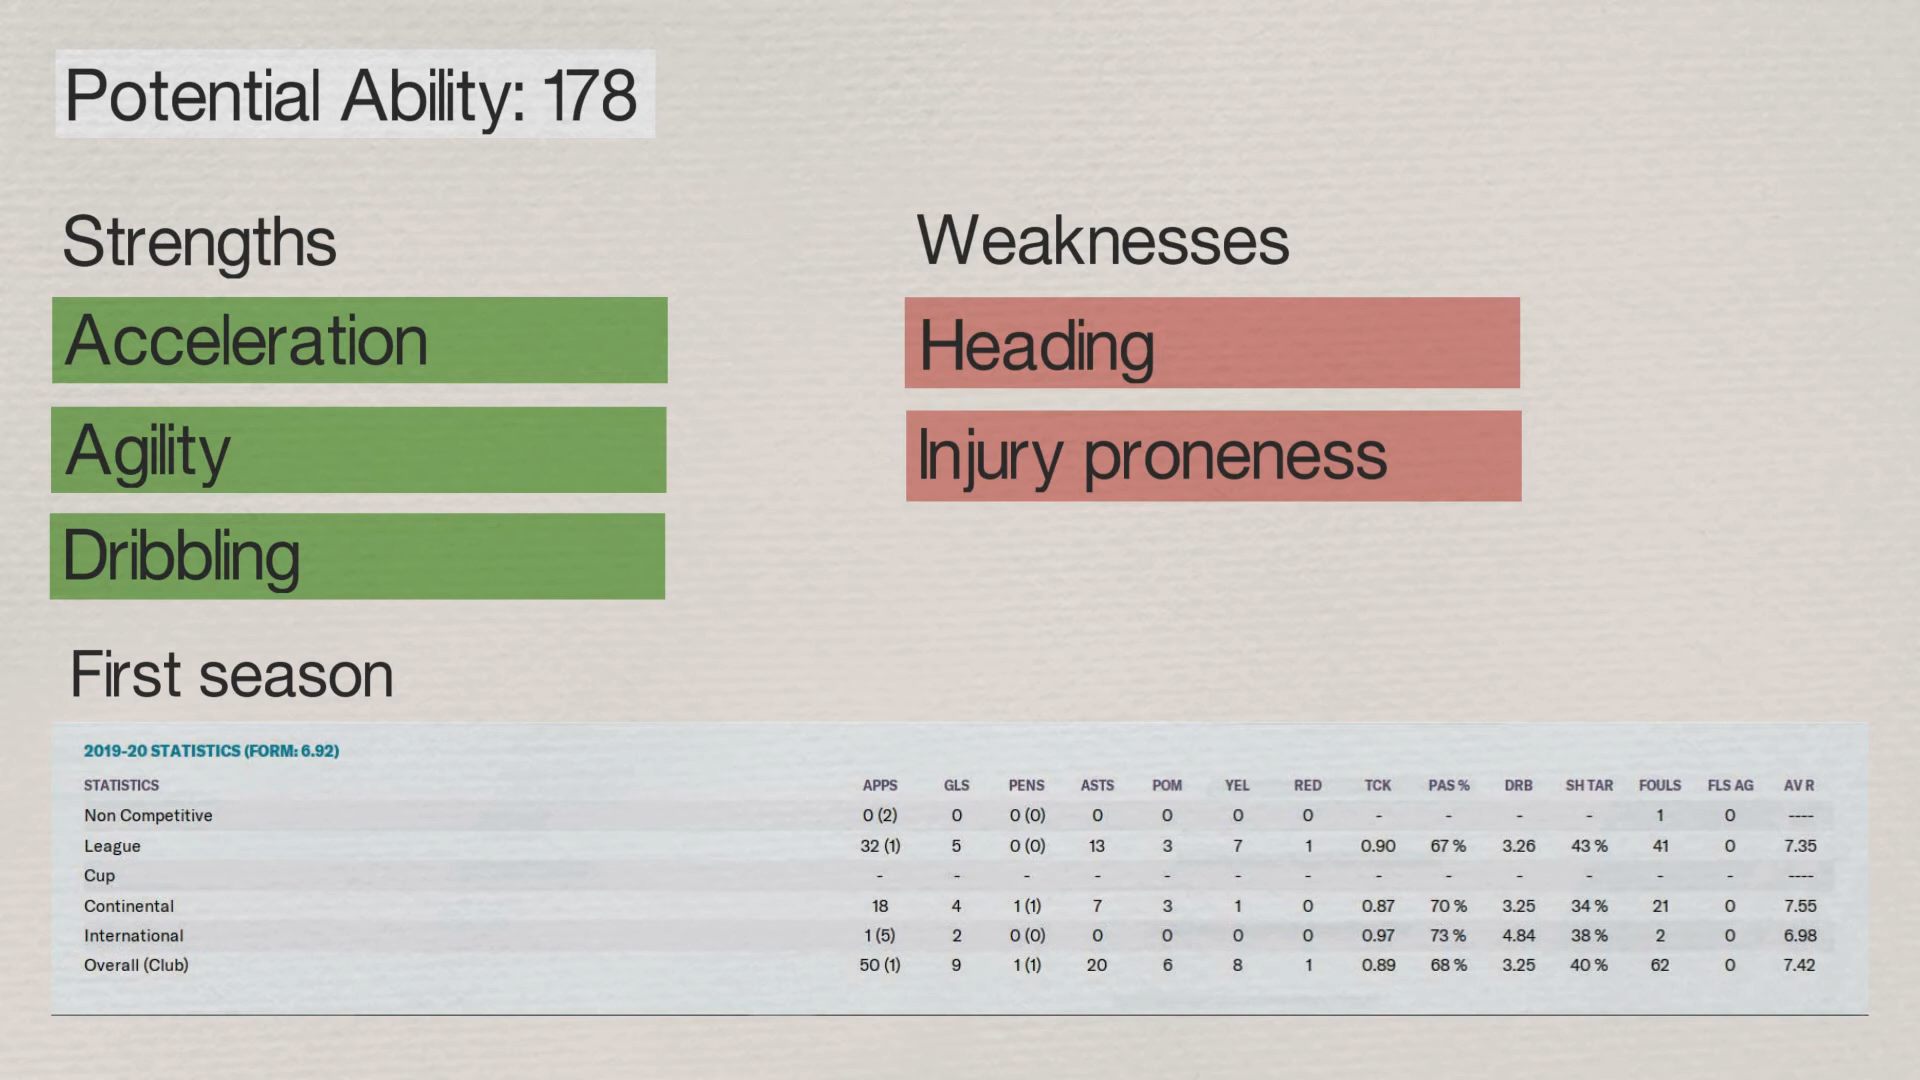 Potential Ability: 178
Strengths
Weaknesses
Acceleration
Heading
Agility
Injury proneness
Dribbling
First season
2019-20 STATISTICS (FORM: 6.92)
STATISTICS APPS GLS PENS ASTS POM YEL RED TCK PAS % DRB SH TAR FOULS FLS AG AV R
Non Competitive 0 (2) 0 0 (0) 0 0 0 0 - - - - 1 0 ----
League 32 (1) 5 0 (0) 13 3 7 1 0.90 67 % 3.26 43 % 41 0 7.35
Cup - - - - - - - - - - - - - ----
Continental 18 4 1 (1) 7 3 1 0 0.87 70 % 3.25 34 % 21 0 7.55
International 1 (5) 2 0 (0) 0 0 0 0 0.97 73 % 4.84 38 % 2 0 6.98
Overall (Club) 50 (1) 9 1 (1) 20 6 8 1 0.89 68 % 3.25 40 % 62 0 7.42